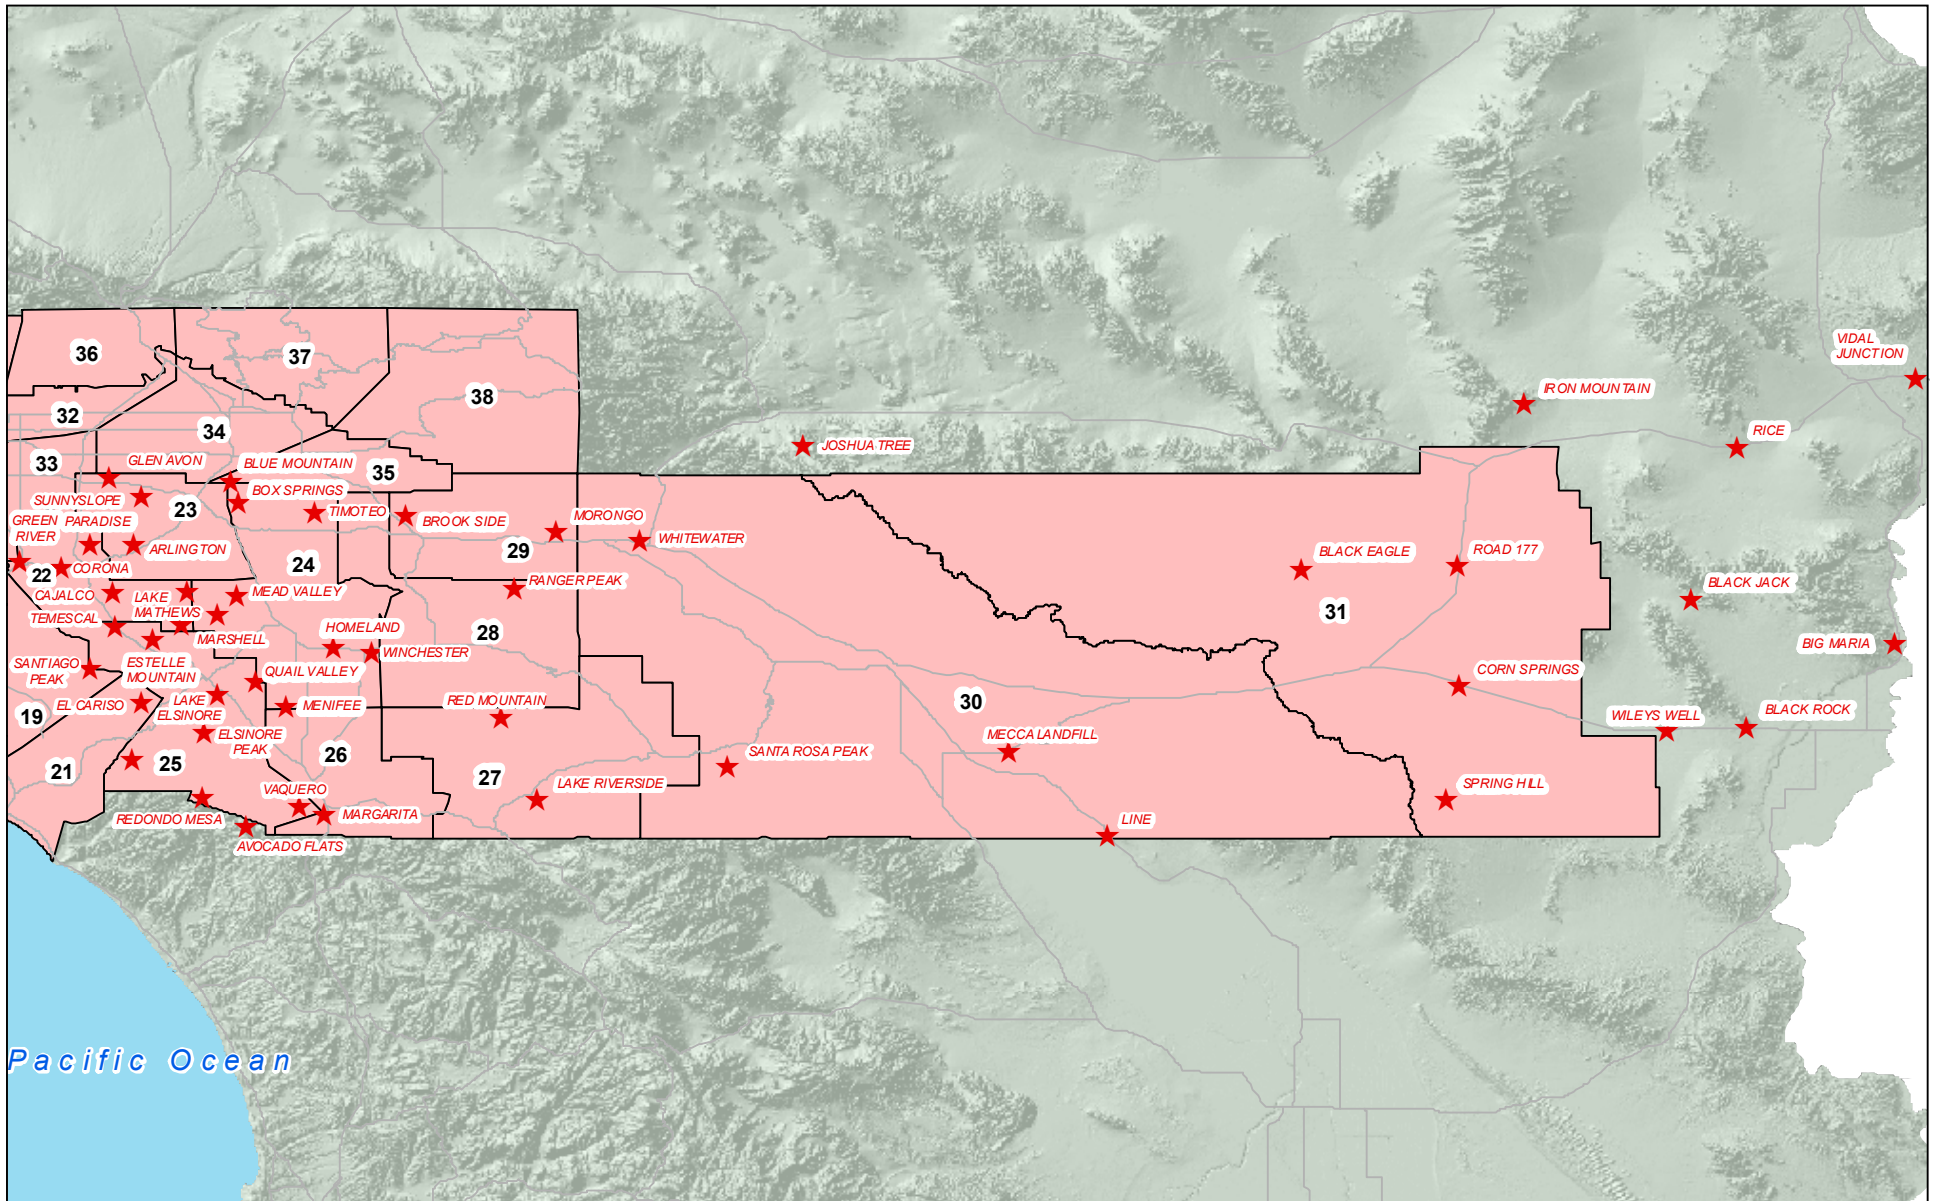 36
37
38
32
34
33
35
VIDAL
JUNCTION
IRON MOUNTAIN
RICE
JOSHUA TREE
GLEN AVON
BLUE MOUNTAIN
SUNNYSLOPE
23
BOX SPRINGS
TIMOTEO
BROOK SIDE
MORONGO
WHITEWATER
GREEN
RIVER
PARADISE
ARLINGTON
29
BLACK EAGLE
ROAD 177
22
CORONA
24
RANGER PEAK
BLACK JACK
CAJALCO
LAKE
MATHEWS
MEAD VALLEY
31
TEMESCAL
MARSHELL
HOMELAND
28
WINCHESTER
BIG MARIA
SANTIAGO
PEAK
ESTELLE
MOUNTAIN
QUAIL VALLEY
CORN SPRINGS
EL CARISO
LAKE
ELSINORE
MENIFEE
RED MOUNTAIN
30
WILEYS WELL
BLACK ROCK
19
ELSINORE
PEAK
26
MECCA LANDFILL
SANTA ROSA PEAK
21
25
27
VAQUERO
LAKE RIVERSIDE
SPRING HILL
REDONDO MESA
MARGARITA
LINE
AVOCADO FLATS
Pacific Ocean